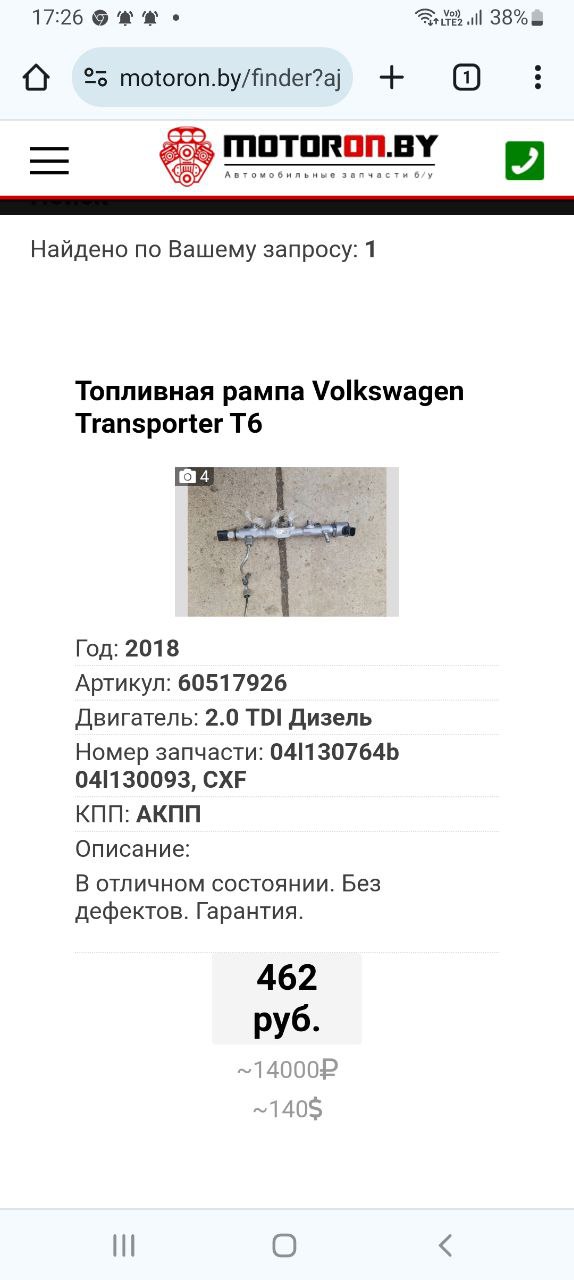 17:26
Vo))
LTE2
38%
motoron.by/finder?aj
1
MOTORON.BY
Автомобильные запчасти б/у
Найдено по Вашему запросу: 1
Топливная рампа Volkswagen
Transporter T6
4
Год: 2018
Артикул: 60517926
Двигатель: 2.0 TDI Дизель
Номер запчасти: 04l130764b
04l130093, CXF
КПП: АКПП
Описание:
В отличном состоянии. Без
дефектов. Гарантия.
462
руб.
~14000₽
~140$